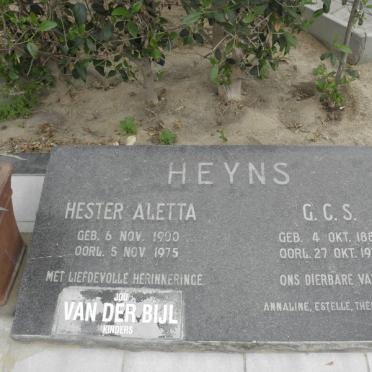 HEYNS
HESTER ALETTA
GEB. 6 NOV. 1900
OORL. 5 NOV 1975
MET LIEFDEVOLLE HERINNERINGE
JOU
VAN DER BIJL
KINDERS
G. C. S.
GEB. 4 OKT.
OORL. 27 OKT.
ONS DIERBARE
ANNALINE, ESTELLE,